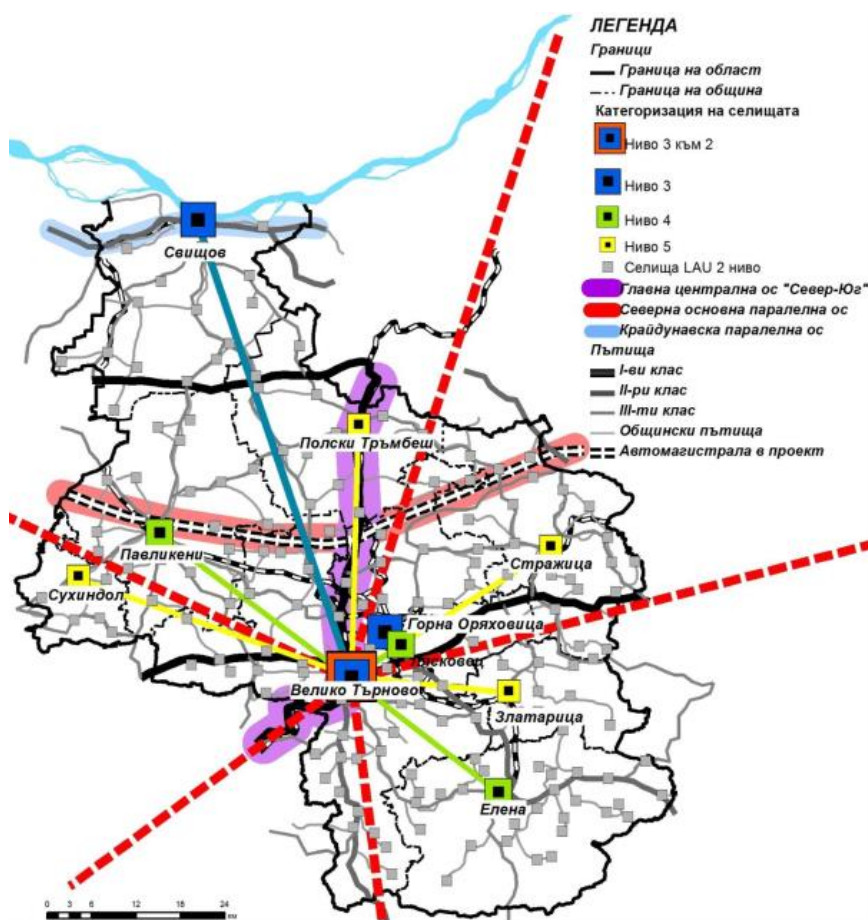 ЛЕГЕНДА
Граници
Граница на област
Граница на община
Категоризация на селищата
Ниво 3 към 2
Ниво 3
Ниво 4
Ниво 5
Селища LAU 2 ниво
Главна централна ос "Север-Юг"
Северна основна паралелна ос
Крайдунавска паралелна ос
Пътища
I-ви клас
II-ри клас
III-ти клас
Общински пътища
Автомагистрала в проект
Свищов
Полски Тръмбеш
Павликени
Стражица
Сухиндол
Горна Оряховица
Лясковец
Велико Търново
Златарица
Елена
0 3 6 12 18 24
км